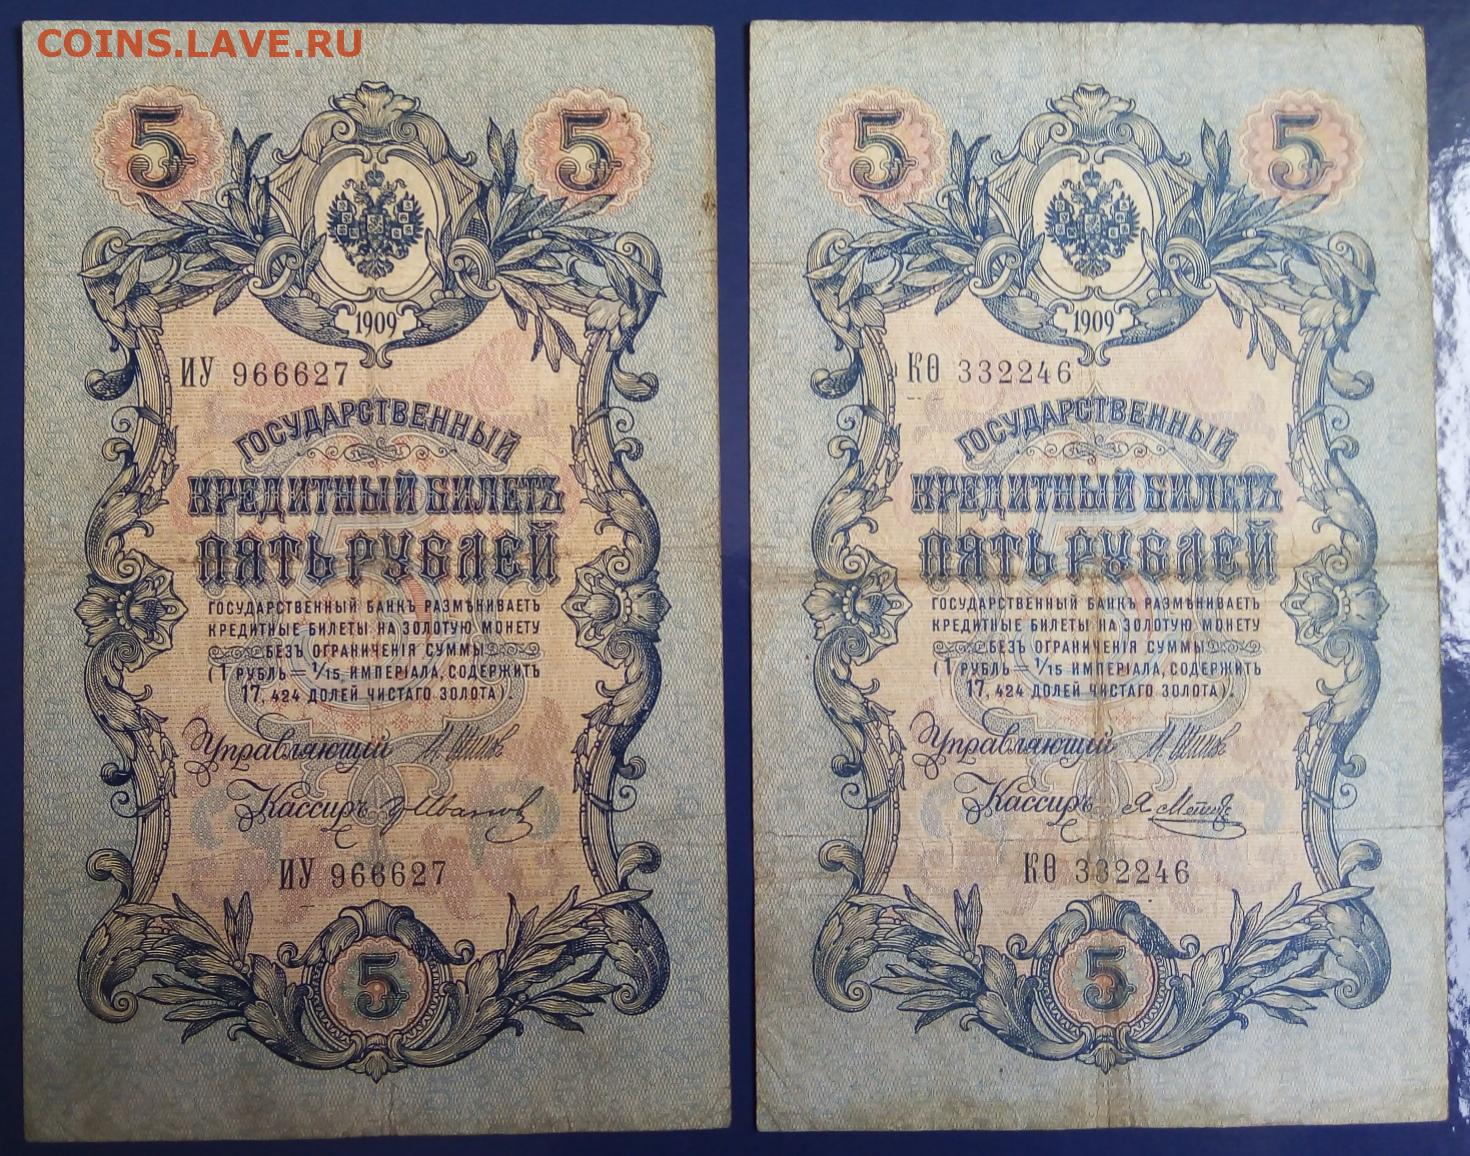 COINS.LAVE.RU
5 5
1909
ИУ 966627
ГОСУДАРСТВЕННЫЙ
КРЕДИТНЫЙ БИЛЕТЪ
ПЯТЬ РУБЛЕЙ
ГОСУДАРСТВЕННЫЙ БАНКЪ РАЗМѢНИВАЕТЪ
КРЕДИТНЫЕ БИЛЕТЫ НА ЗОЛОТУЮ МОНЕТУ
БЕЗЪ ОГРАНИЧЕНІЯ СУММЫ
(1 РУБЛЬ = 1/15 ИМПЕРІАЛА, СОДЕРЖИТЪ
17,424 ДОЛЕЙ ЧИСТАГО ЗОЛОТА).
Управляющій
Кассиръ
ИУ 966627
5
5 5
1909
КѲ 332246
ГОСУДАРСТВЕННЫЙ
КРЕДИТНЫЙ БИЛЕТЪ
ПЯТЬ РУБЛЕЙ
ГОСУДАРСТВЕННЫЙ БАНКЪ РАЗМѢНИВАЕТЪ
КРЕДИТНЫЕ БИЛЕТЫ НА ЗОЛОТУЮ МОНЕТУ
БЕЗЪ ОГРАНИЧЕНІЯ СУММЫ
(1 РУБЛЬ = 1/15 ИМПЕРІАЛА, СОДЕРЖИТЪ
17,424 ДОЛЕЙ ЧИСТАГО ЗОЛОТА).
Управляющій
Кассиръ
КѲ 332246
5